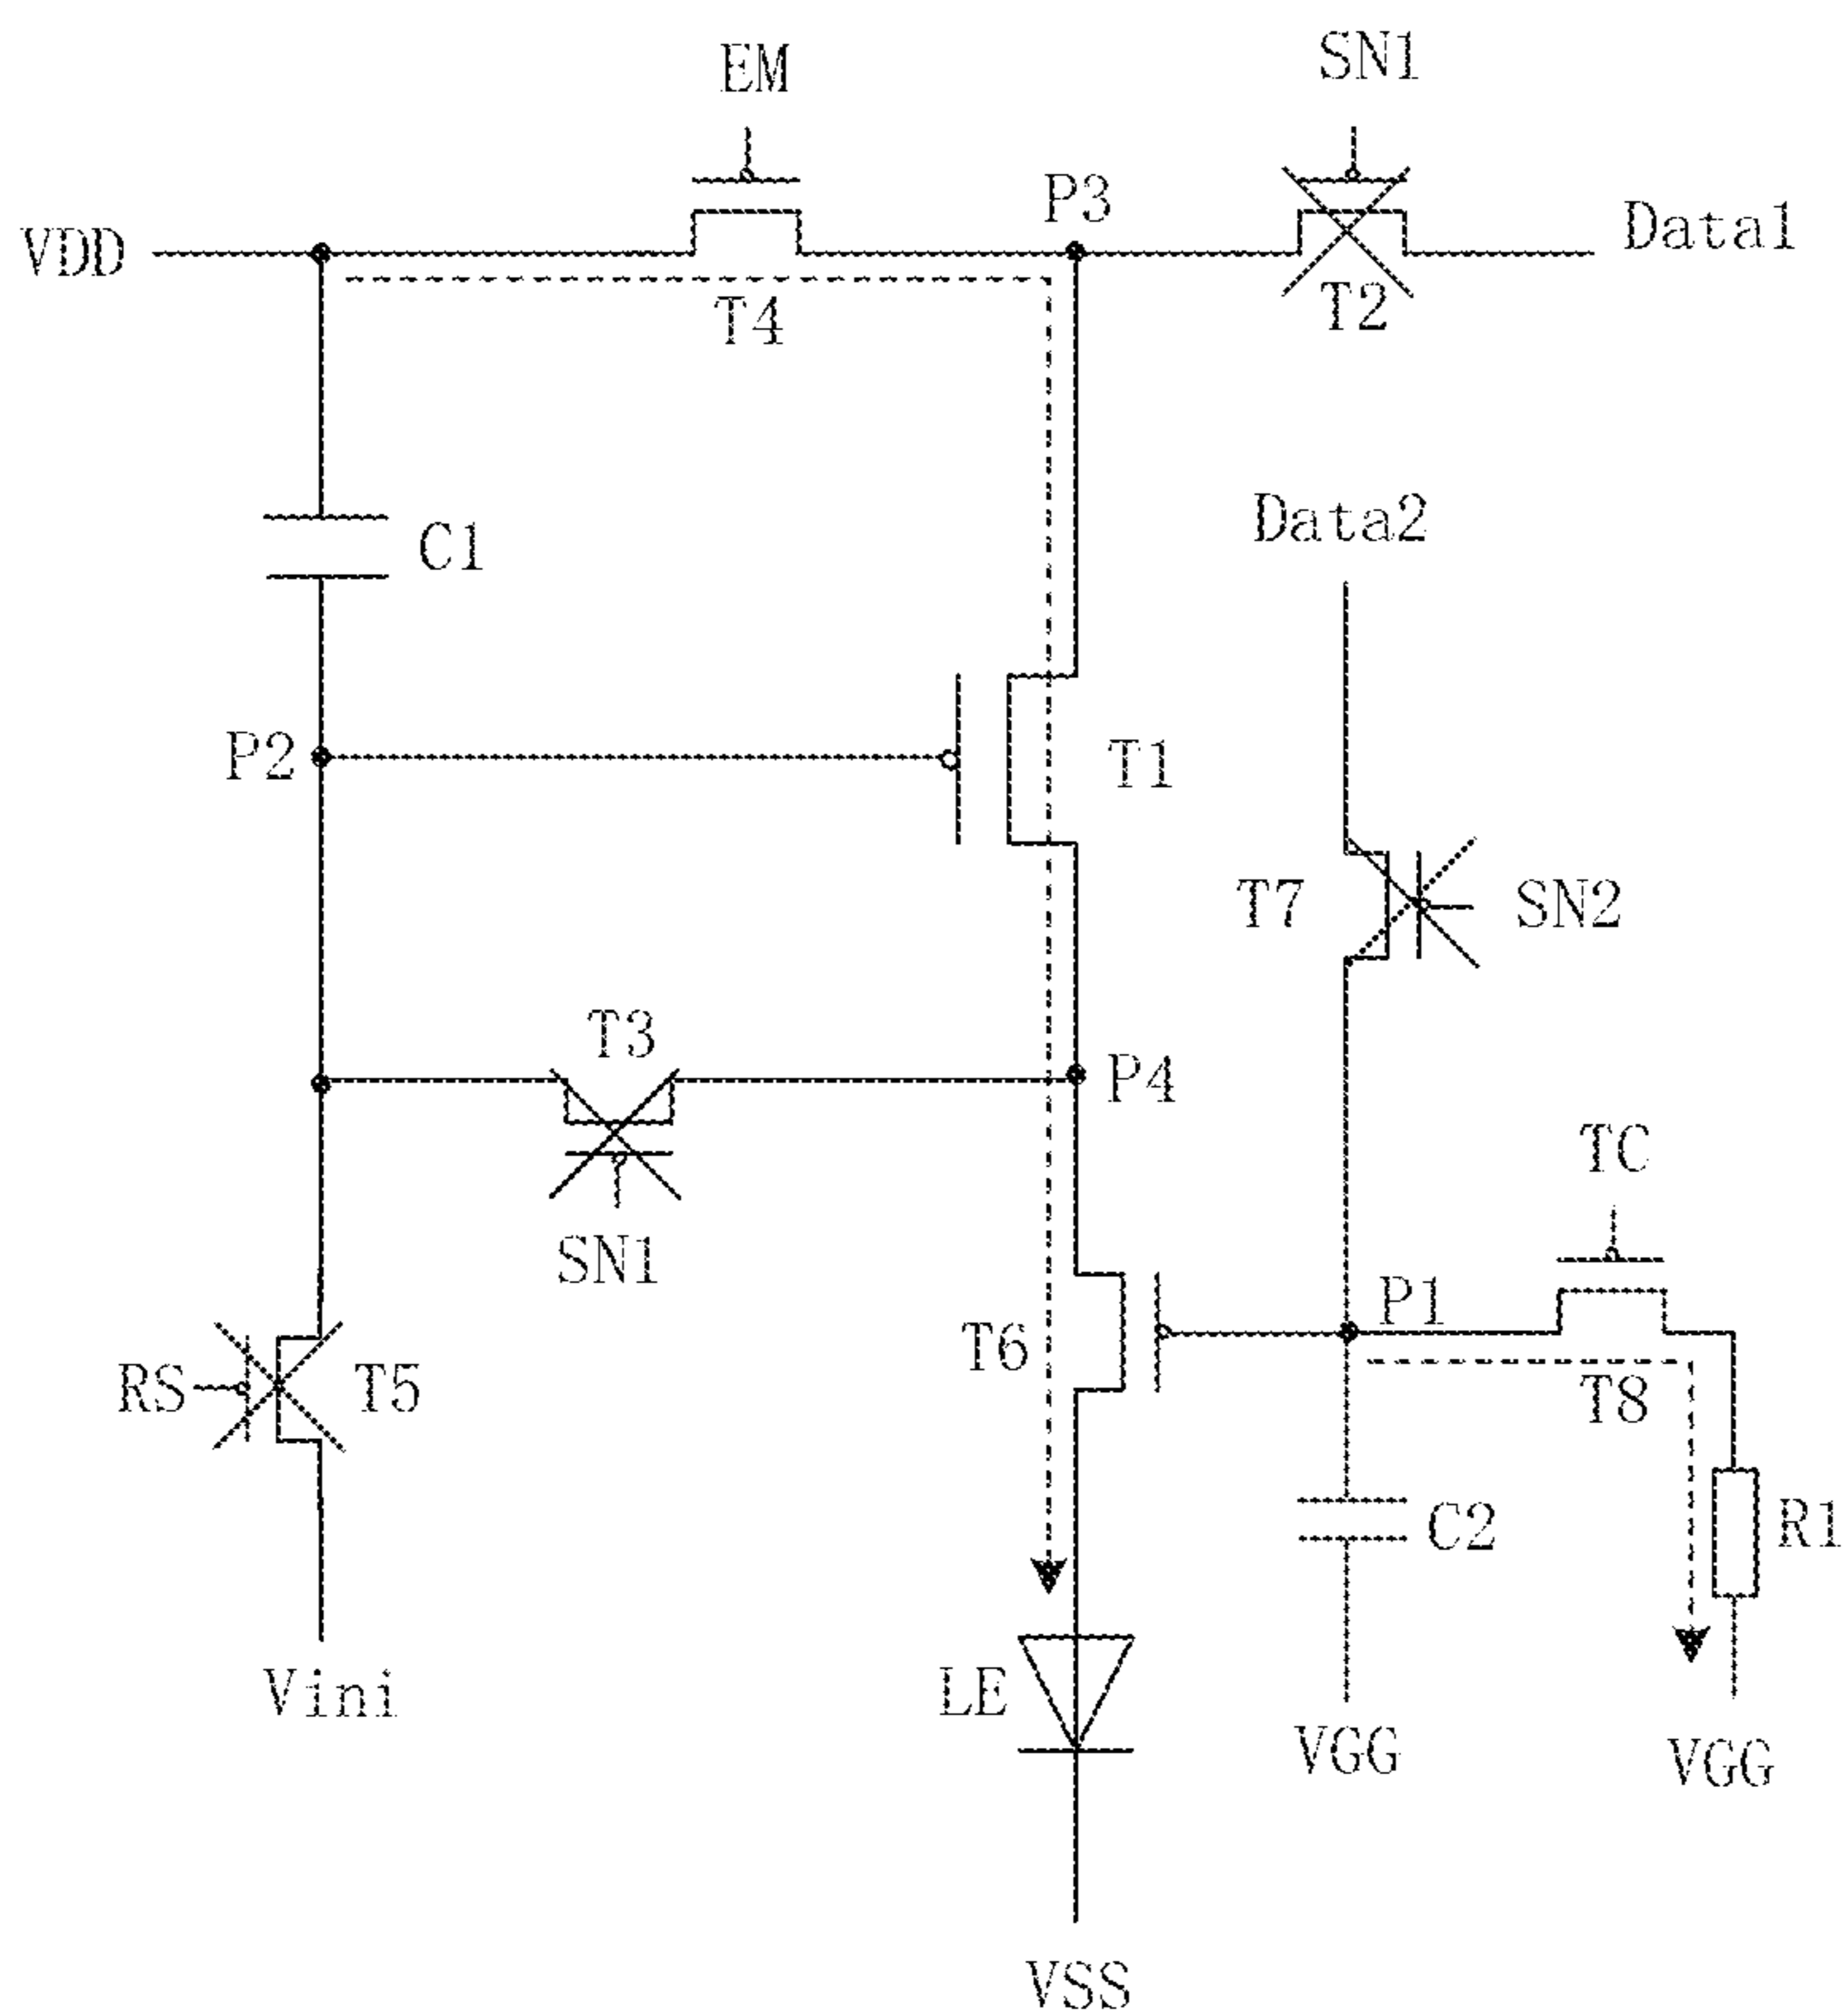 EM
SN1
P3
VDD
Data1
T4
T2
Data2
C1
P2
T1
T7
SN2
T3
P4
TC
SN1
P1
T6
RS
T5
T8
C2
R1
Vini
LE
VGG
VGG
VSS